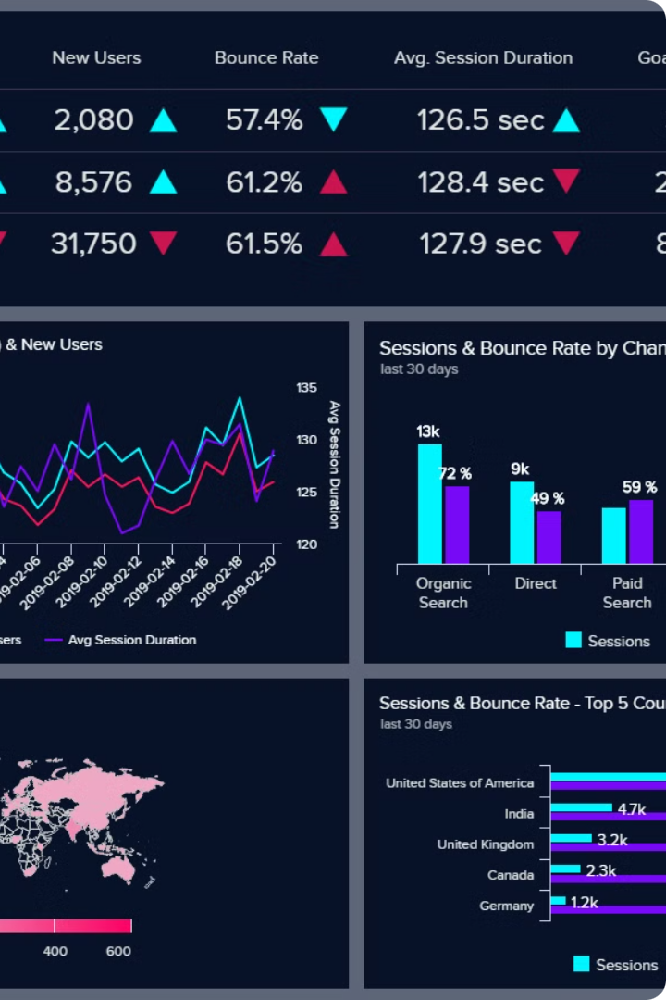 New Users Bounce Rate Avg. Session Duration Goa
2,080 57.4% 126.5 sec
8,576 61.2% 128.4 sec 2
31,750 61.5% 127.9 sec 8
) & New Users
135
130
125
120
Avg Session Duration
2019-02-06
2019-02-08
2019-02-10
2019-02-12
2019-02-14
2019-02-16
2019-02-18
2019-02-20
sers Avg Session Duration
Sessions & Bounce Rate by Chan
last 30 days
13k
72 %
9k
49 %
59 %
Organic Search
Direct
Paid Search
Sessions
400 600
Sessions & Bounce Rate - Top 5 Cou
last 30 days
United States of America
India 4.7k
United Kingdom 3.2k
Canada 2.3k
Germany 1.2k
Sessions